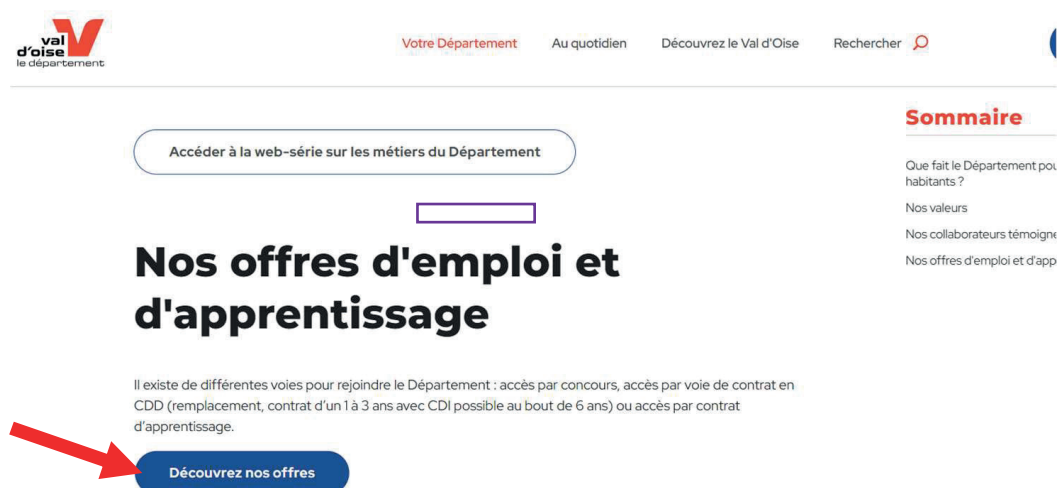 val
d'oise
le département
Votre Département Au quotidien Découvrez le Val d'Oise Rechercher
Accéder à la web-série sur les métiers du Département
Nos offres d'emploi et
d'apprentissage
Il existe de différentes voies pour rejoindre le Département : accès par concours, accès par voie de contrat en
CDD (remplacement, contrat d'un 1 à 3 ans avec CDI possible au bout de 6 ans) ou accès par contrat
d'apprentissage.
Découvrez nos offres
Sommaire
Que fait le Département
habitants ?
Nos valeurs
Nos collaborateurs
Nos offres d'emploi et